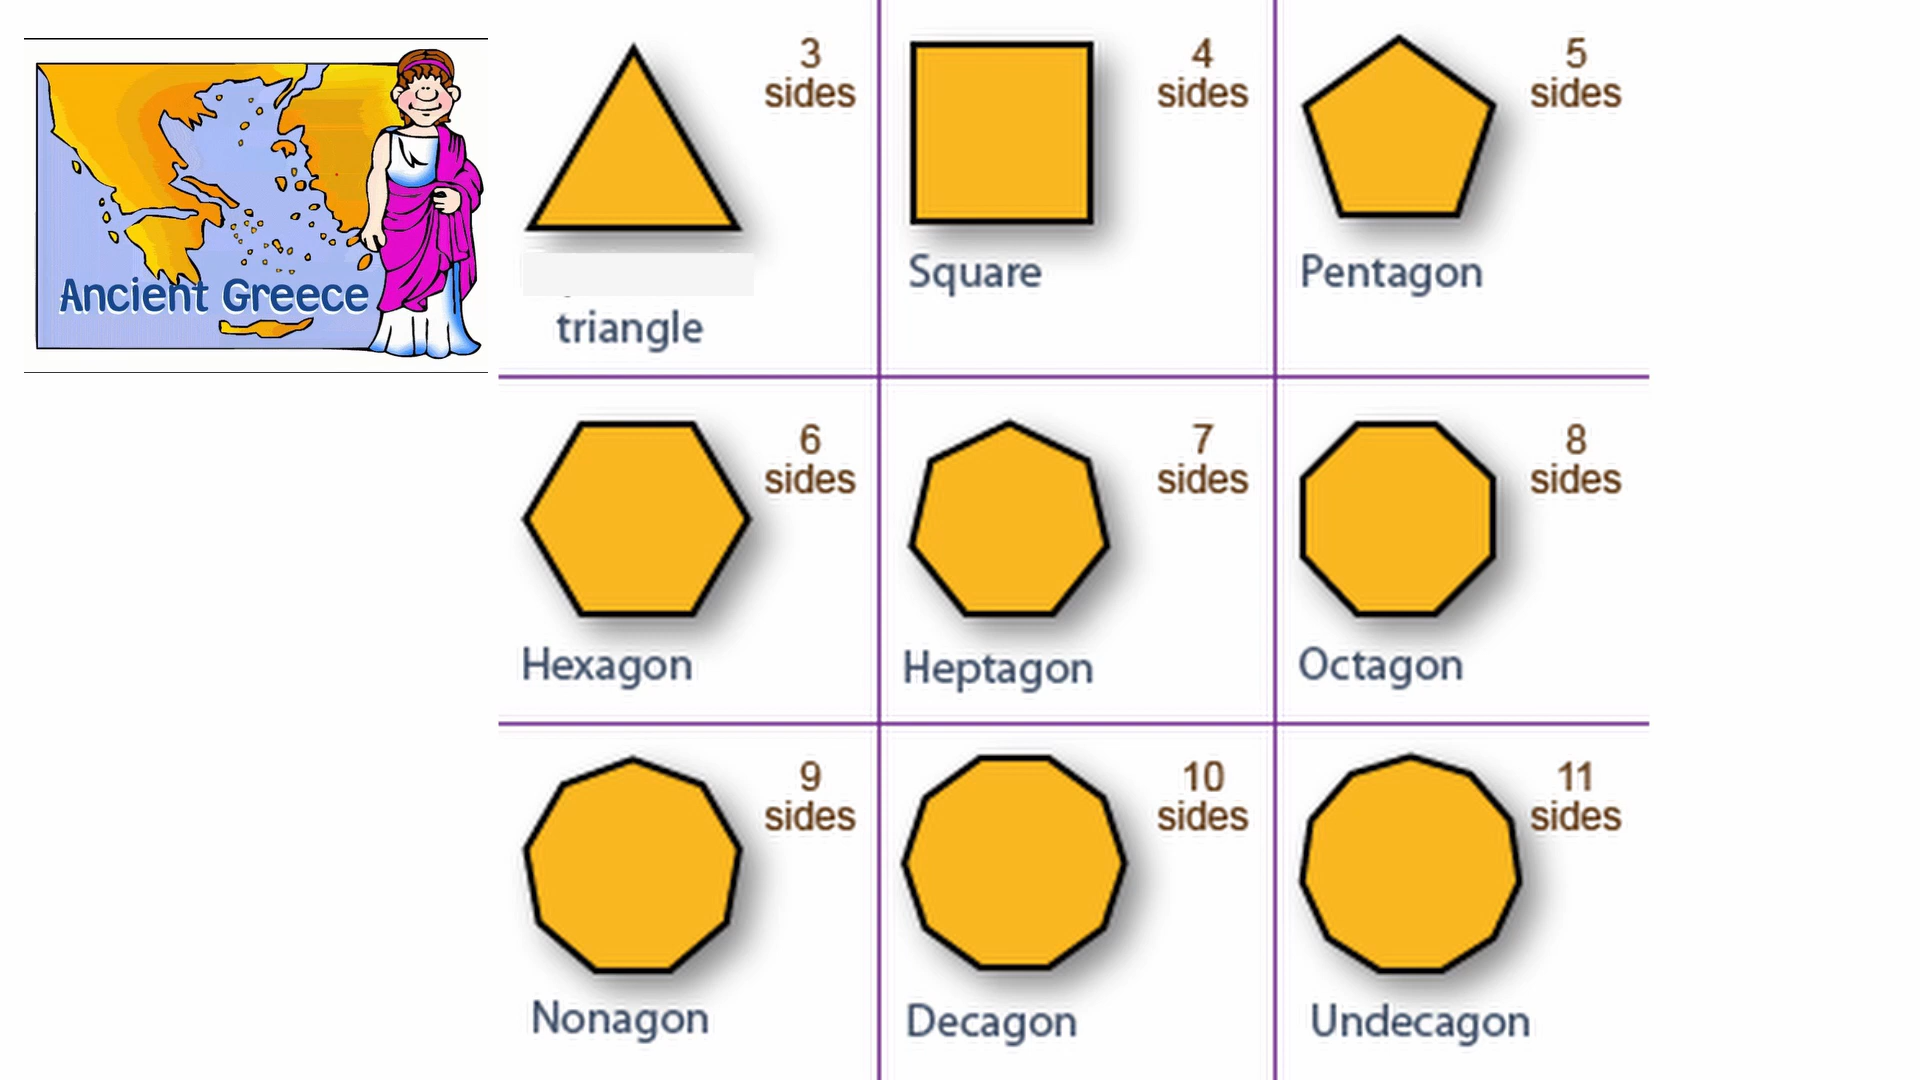 Ancient Greece
3
sides
triangle
4
sides
Square
5
sides
Pentagon
6
sides
Hexagon
7
sides
Heptagon
8
sides
Octagon
9
sides
Nonagon
10
sides
Decagon
11
sides
Undecagon